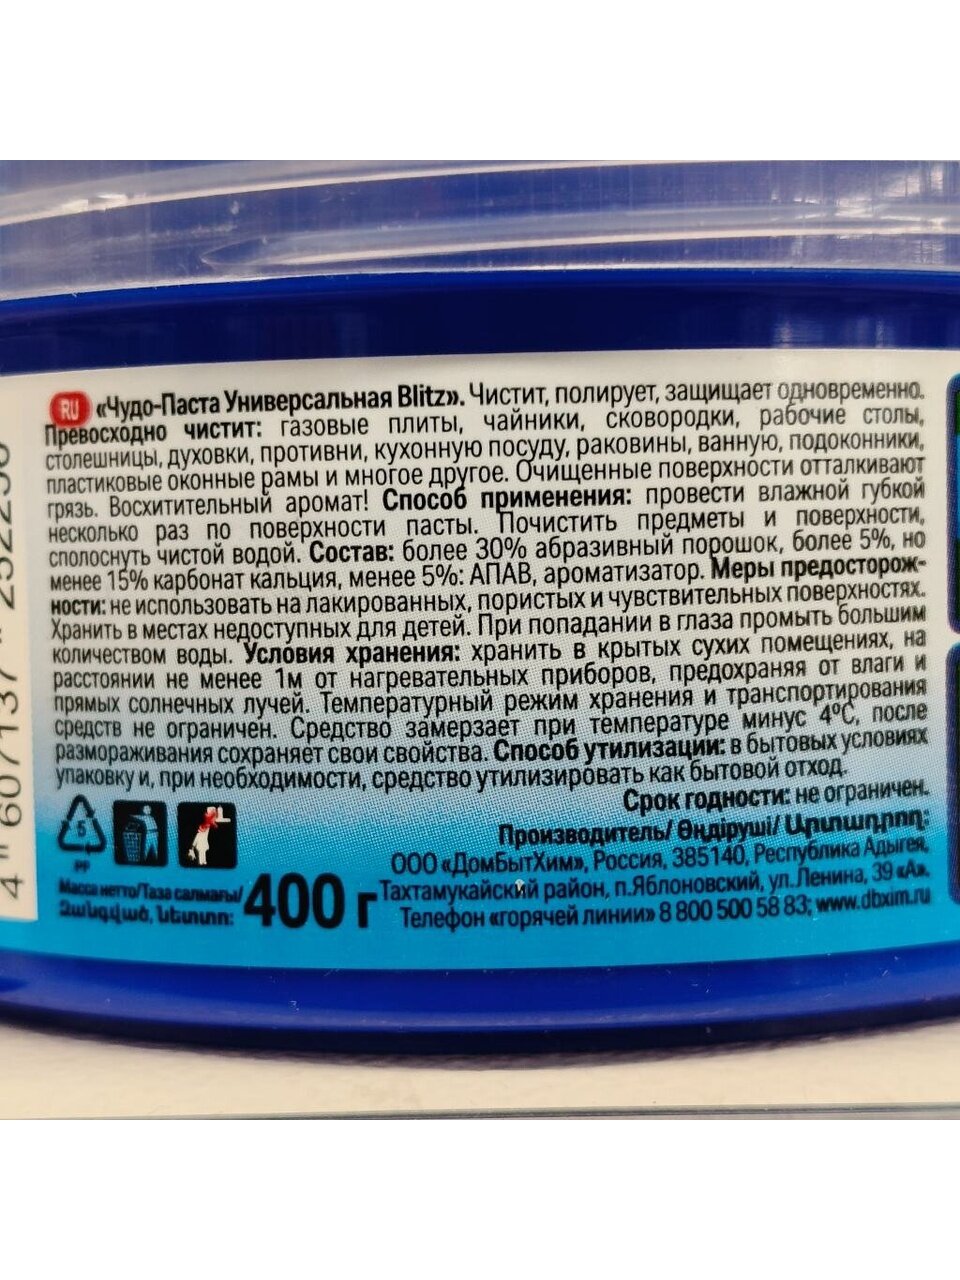 RU «Чудо-Паста Универсальная Blitz». Чистит, полирует, защищает одновременно.
Превосходно чистит: газовые плиты, чайники, сковородки, рабочие столы,
столешницы, духовки, противни, кухонную посуду, раковины, ванную, подоконники,
пластиковые оконные рамы и многое другое. Очищенные поверхности отталкивают
грязь. Восхитительный аромат! Способ применения: провести влажной губкой
несколько раз по поверхности пасты. Почистить предметы и поверхности,
сполоснуть чистой водой. Состав: более 30% абразивный порошок, более 5%, но
менее 15% карбонат кальция, менее 5%: АПАВ, ароматизатор. Меры предосторож-
ности: не использовать на лакированных, пористых и чувствительных поверхностях.
Хранить в местах недоступных для детей. При попадании в глаза промыть большим
количеством воды. Условия хранения: хранить в крытых сухих помещениях, на
расстоянии не менее 1м от нагревательных приборов, предохраняя от влаги и
прямых солнечных лучей. Температурный режим хранения и транспортирования
средств не ограничен. Средство замерзает при температуре минус 4ºС, после
размораживания сохраняет свои свойства. Способ утилизации: в бытовых условиях
упаковку и, при необходимости, средство утилизировать как бытовой отход.
Срок годности: не ограничен.
Производитель/ Өндіруші/ Արտադրող:
ООО «ДомБытХим», Россия, 385140, Республика Адыгея,
Тахтамукайский район, п.Яблоновский, ул.Ленина, 39 «А».
Телефон «горячей линии» 8 800 500 58 83; www.dbxim.ru
5
PP
Масса нетто/Таза салмағы/
Զանգված, նետտո:
400 г
4 607137 252256